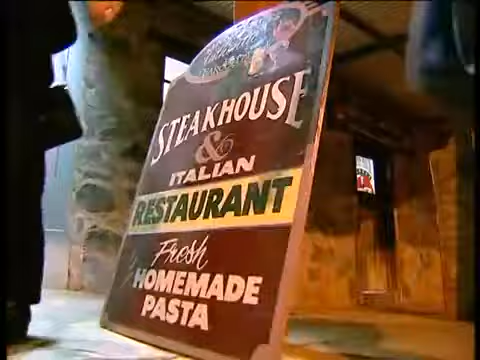 STEAKHOUSE
&
ITALIAN
RESTAURANT
Fresh
HOMEMADE
PASTA